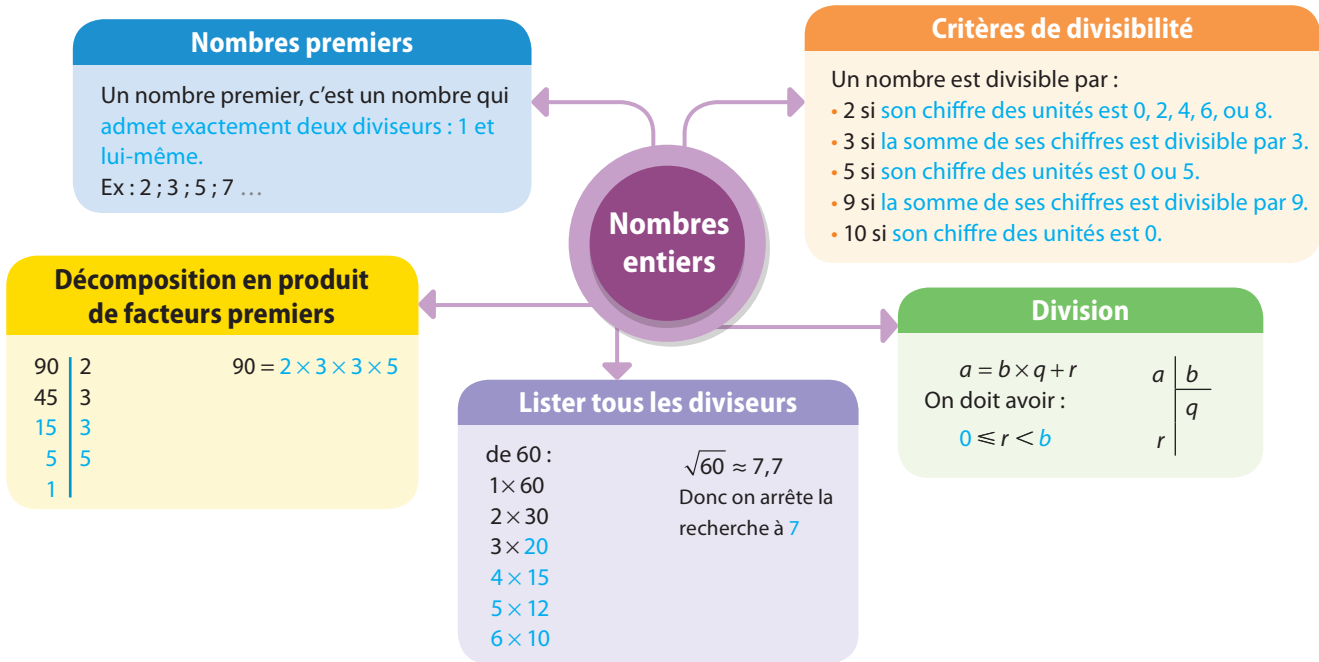 Nombres premiers
Un nombre premier, c'est un nombre qui
admet exactement deux diviseurs : 1 et
lui-même.
Ex : 2 ; 3 ; 5 ; 7 …
Critères de divisibilité
Un nombre est divisible par :
• 2 si son chiffre des unités est 0, 2, 4, 6, ou 8.
• 3 si la somme de ses chiffres est divisible par 3.
• 5 si son chiffre des unités est 0 ou 5.
• 9 si la somme de ses chiffres est divisible par 9.
• 10 si son chiffre des unités est 0.
Nombres
entiers
Décomposition en produit
de facteurs premiers
90 | 2
45 | 3
15 | 3
5 | 5
1 |
90 = 2 × 3 × 3 × 5
Lister tous les diviseurs
de 60 :
1 × 60
2 × 30
3 × 20
4 × 15
5 × 12
6 × 10
√60 ≈ 7,7
Donc on arrête la
recherche à 7
Division
a = b × q + r
On doit avoir :
0 ⩽ r < b
a | b
q
r